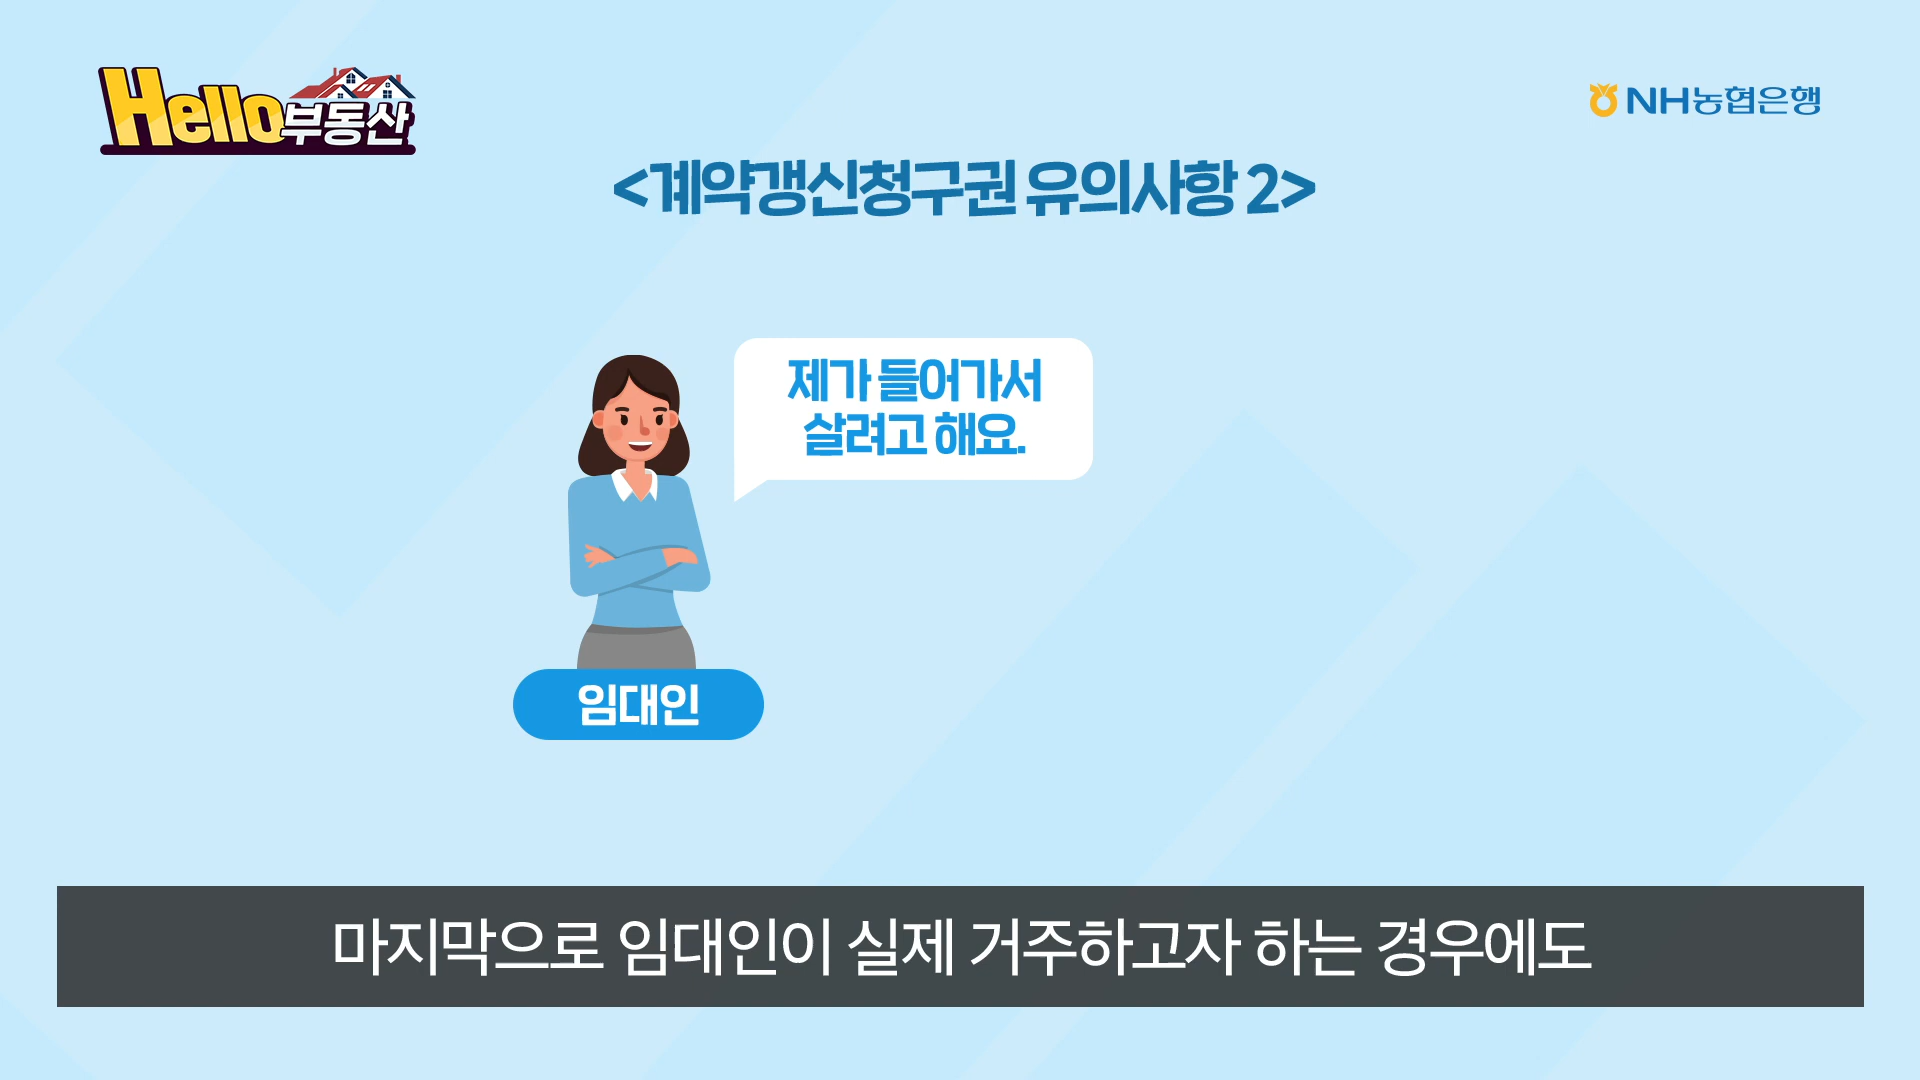 Hello부동산
NH농협은행
<계약갱신청구권 유의사항 2>
제가 들어가서
살려고 해요.
임대인
마지막으로 임대인이 실제 거주하고자 하는 경우에도